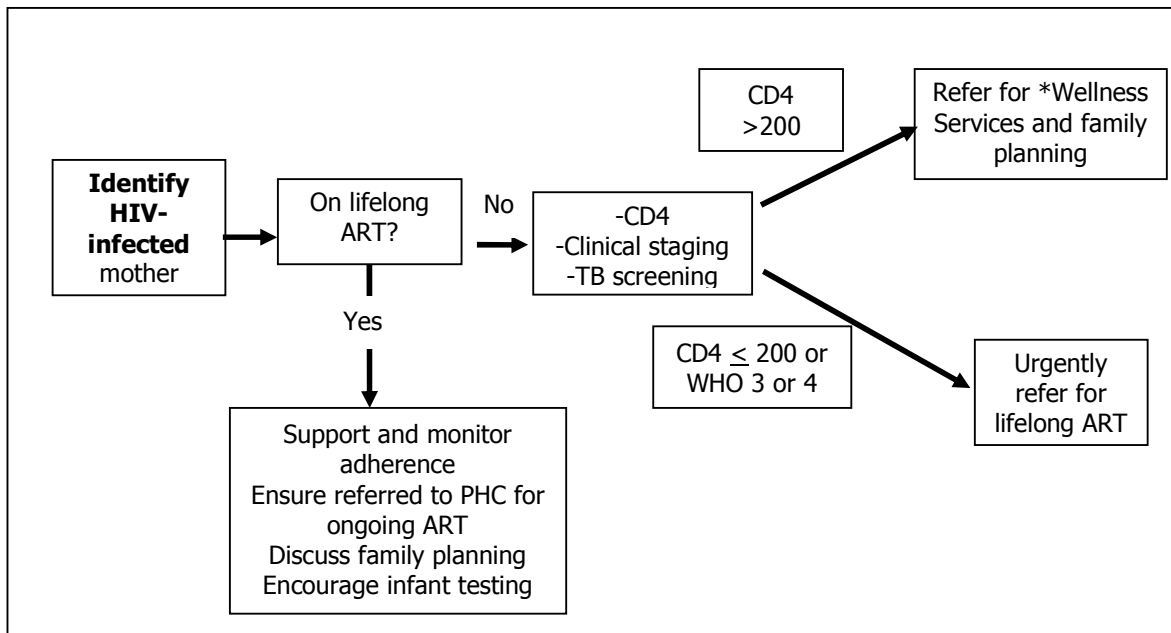 Identify
HIV-
infected
mother
On lifelong
ART?
No
Yes
Support and monitor
adherence
Ensure referred to PHC for
ongoing ART
Discuss family planning
Encourage infant testing
-CD4
-Clinical staging
-TB screening
CD4
>200
Refer for *Wellness
Services and family
planning
CD4 ≤ 200 or
WHO 3 or 4
Urgently
refer for
lifelong ART